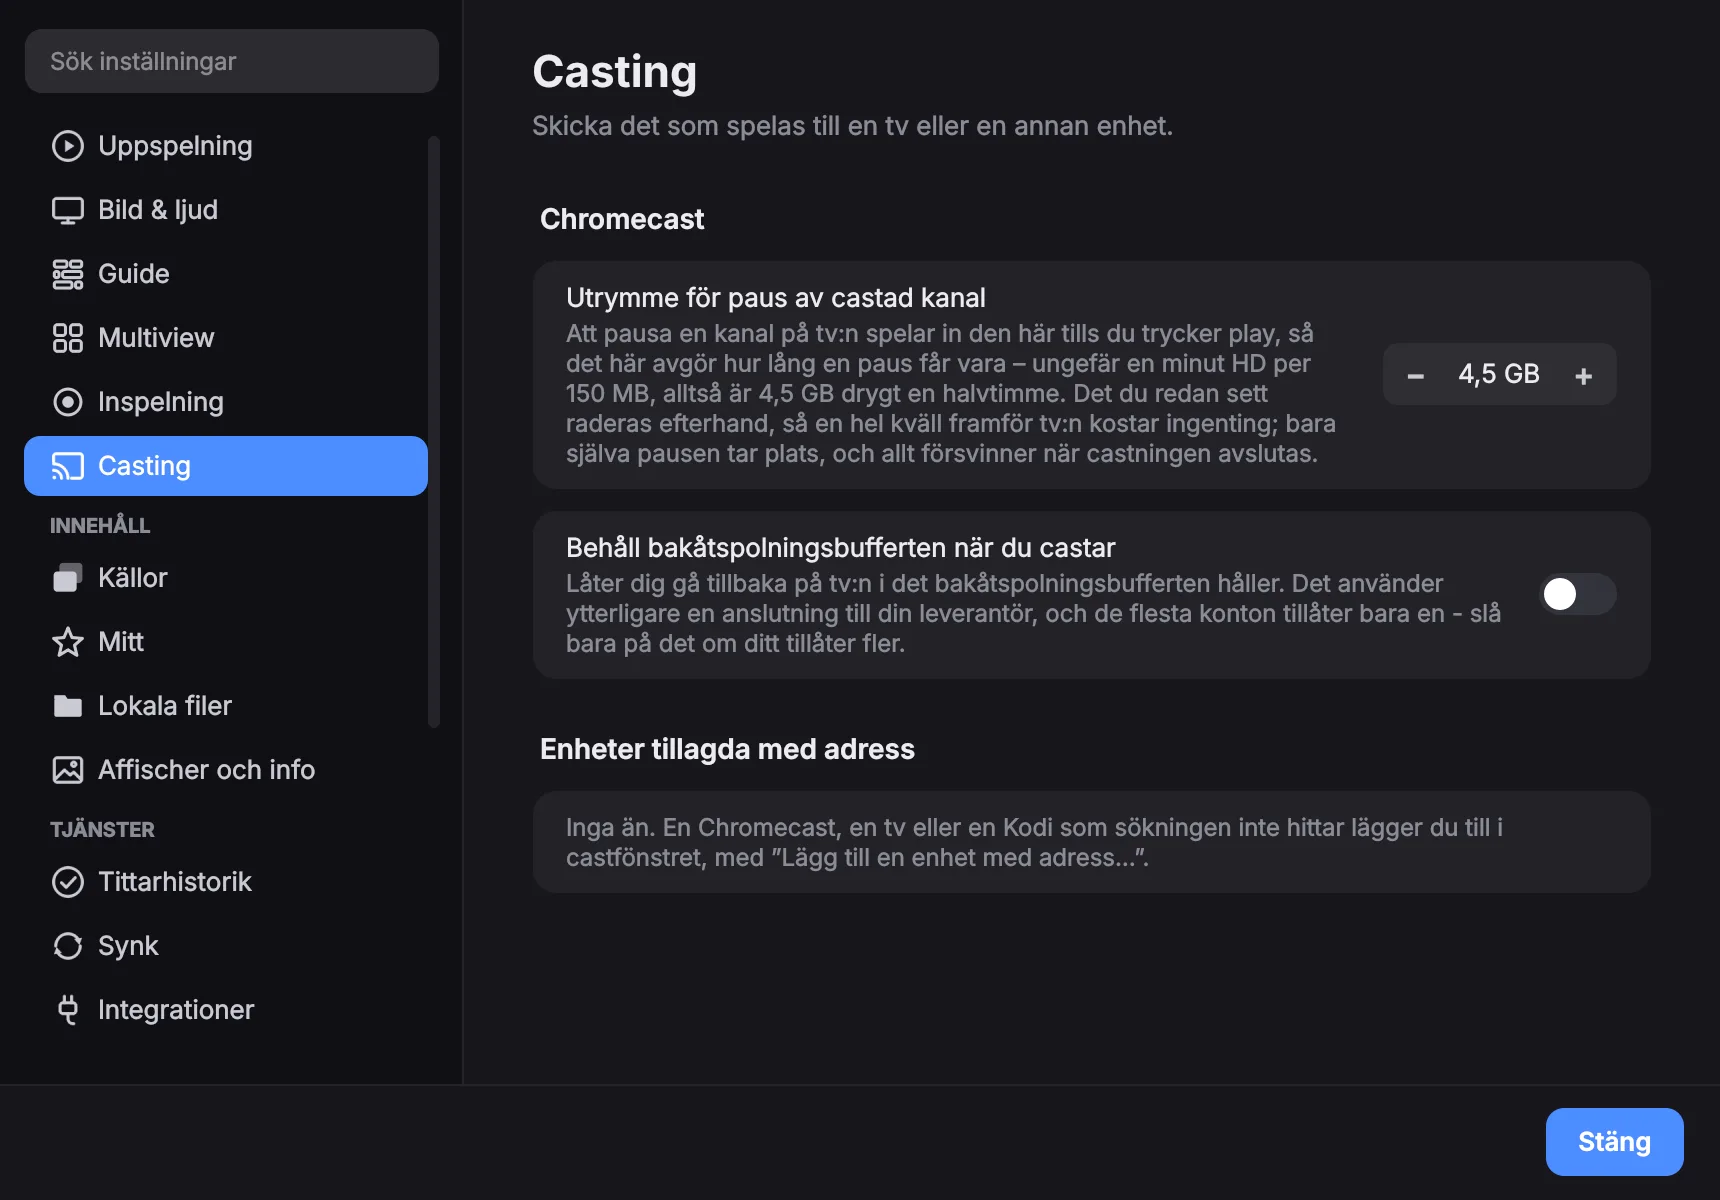 Sök inställningar
Uppspelning
Bild & ljud
Guide
Multiview
Inspelning
Casting
INNEHÅLL
Källor
Mitt
Lokala filer
Affischer och info
TJÄNSTER
Tittarhistorik
Synk
Integrationer
Casting
Skicka det som spelas till en tv eller en annan enhet.
Chromecast
Utrymme för paus av castad kanal
Att pausa en kanal på tv:n spelar in den här tills du trycker play, så
det här avgör hur lång en paus får vara – ungefär en minut HD per
150 MB, alltså är 4,5 GB drygt en halvtimme. Det du redan sett
raderas efterhand, så en hel kväll framför tv:n kostar ingenting; bara
själva pausen tar plats, och allt försvinner när castningen avslutas.
− 4,5 GB +
Behåll bakåtspolningsbufferten när du castar
Låter dig gå tillbaka på tv:n i det bakåtspolningsbufferten håller. Det använder
ytterligare en anslutning till din leverantör, och de flesta konton tillåter bara en - slå
bara på det om ditt tillåter fler.
Enheter tillagda med adress
Inga än. En Chromecast, en tv eller en Kodi som sökningen inte hittar lägger du till i
castfönstret, med ”Lägg till en enhet med adress…”.
Stäng